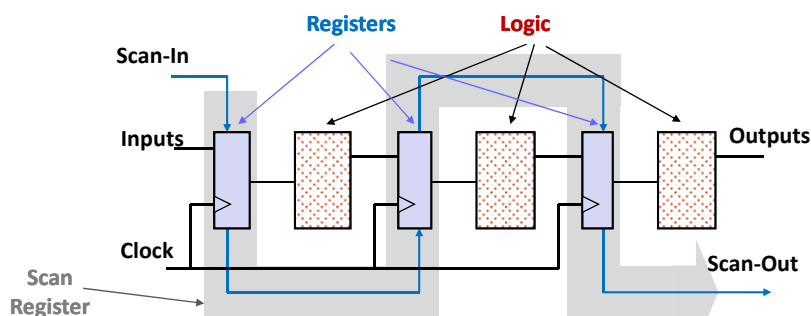 Registers
Logic
Scan-In
Inputs
Outputs
Clock
Scan-Out
Scan
Register